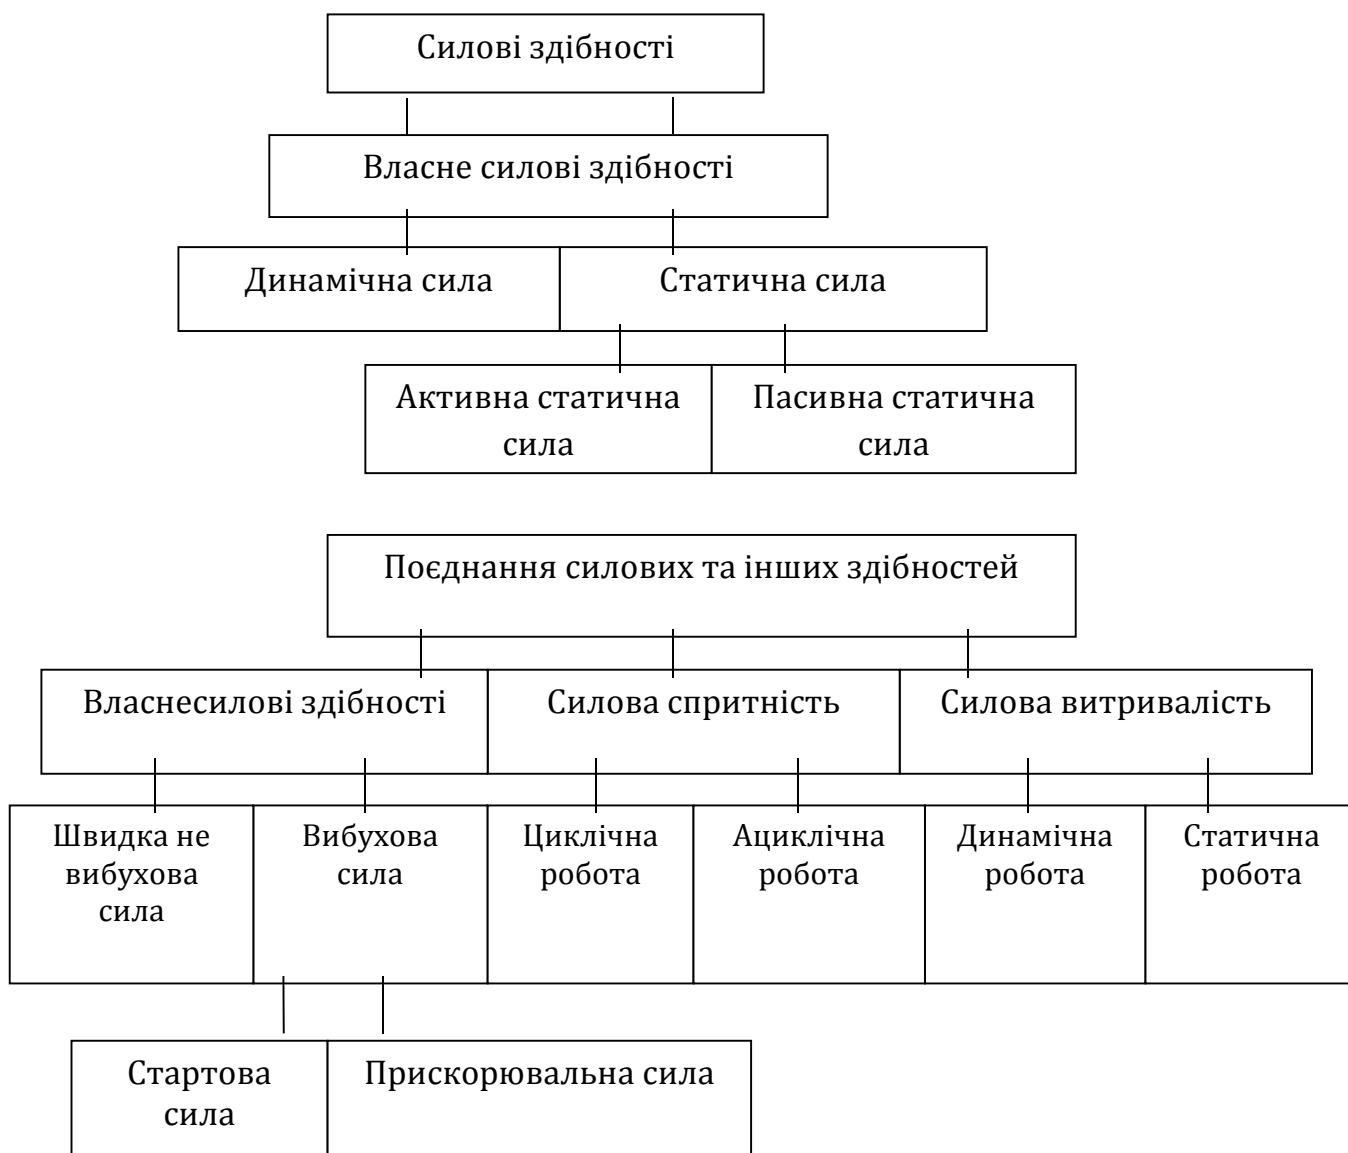 Силові здібності
Власне силові здібності
Динамічна сила
Статична сила
Активна статична
сила
Пасивна статична
сила
Поєднання силових та інших здібностей
Власнесилові здібності
Силова спритність
Силова витривалість
Швидка не
вибухова
сила
Вибухова
сила
Циклічна
робота
Ациклічна
робота
Динамічна
робота
Статична
робота
Стартова
сила
Прискорювальна сила